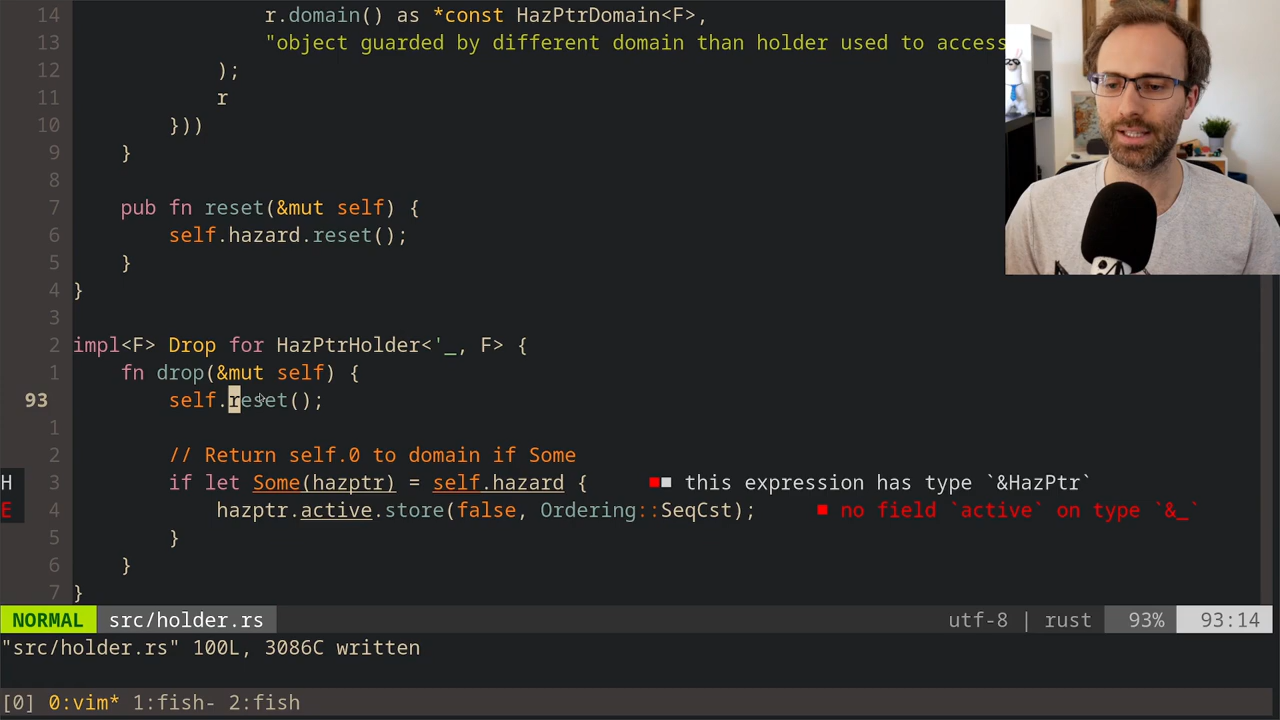 14                r.domain() as *const HazPtrDomain<F>,
13                "object guarded by different domain than holder used to access
12            );
11            r
10        }))
9    }
8
7    pub fn reset(&mut self) {
6        self.hazard.reset();
5    }
4 }
3
2 impl<F> Drop for HazPtrHolder<'_, F> {
1    fn drop(&mut self) {
93        self.reset();
1
2        // Return self.0 to domain if Some
H 3        if let Some(hazptr) = self.hazard {     ■■ this expression has type `&HazPtr`
E 4            hazptr.active.store(false, Ordering::SeqCst);     ■ no field `active` on type `&_`
5        }
6    }
7 }
NORMAL src/holder.rs utf-8 | rust 93% 93:14
"src/holder.rs" 100L, 3086C written
[0] 0:vim* 1:fish- 2:fish